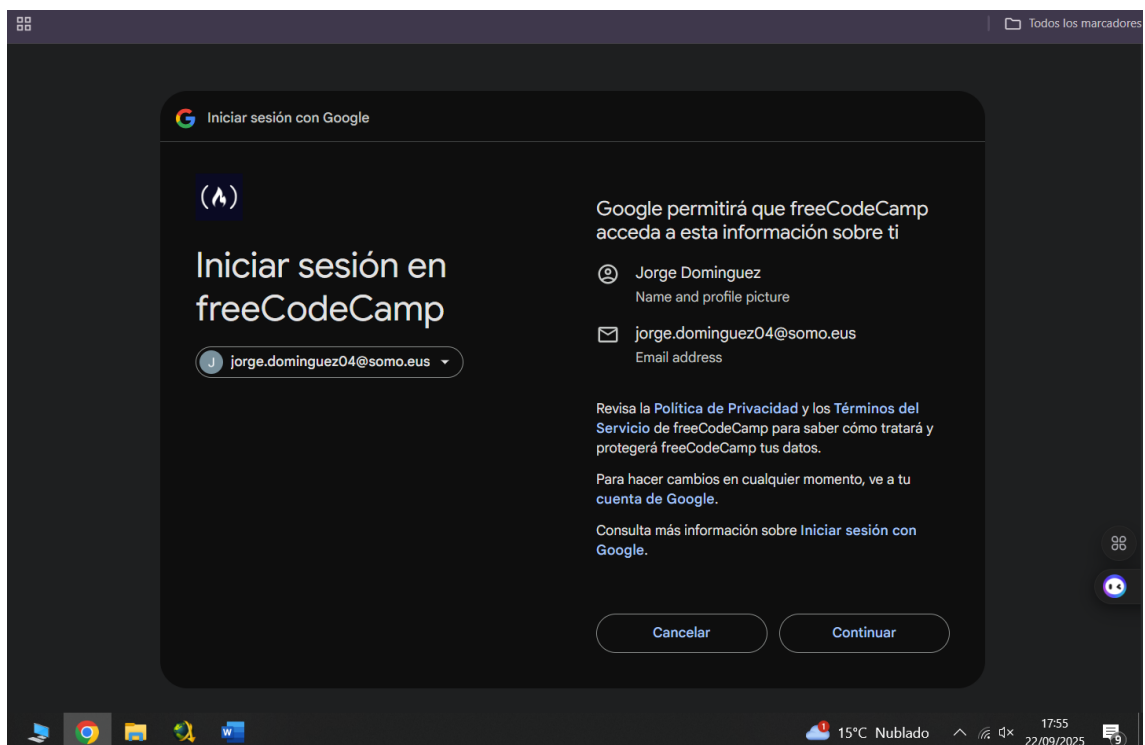 Todos los marcadores
Iniciar sesión con Google
Iniciar sesión en
freeCodeCamp
J jorge.dominguez04@somo.eus
Google permitirá que freeCodeCamp
acceda a esta información sobre ti
Jorge Dominguez
Name and profile picture
jorge.dominguez04@somo.eus
Email address
Revisa la Política de Privacidad y los Términos del
Servicio de freeCodeCamp para saber cómo tratará y
protegerá freeCodeCamp tus datos.
Para hacer cambios en cualquier momento, ve a tu
cuenta de Google.
Consulta más información sobre Iniciar sesión con
Google.
Cancelar
Continuar
W
1
15°C Nublado
17:55
22/09/2025
9